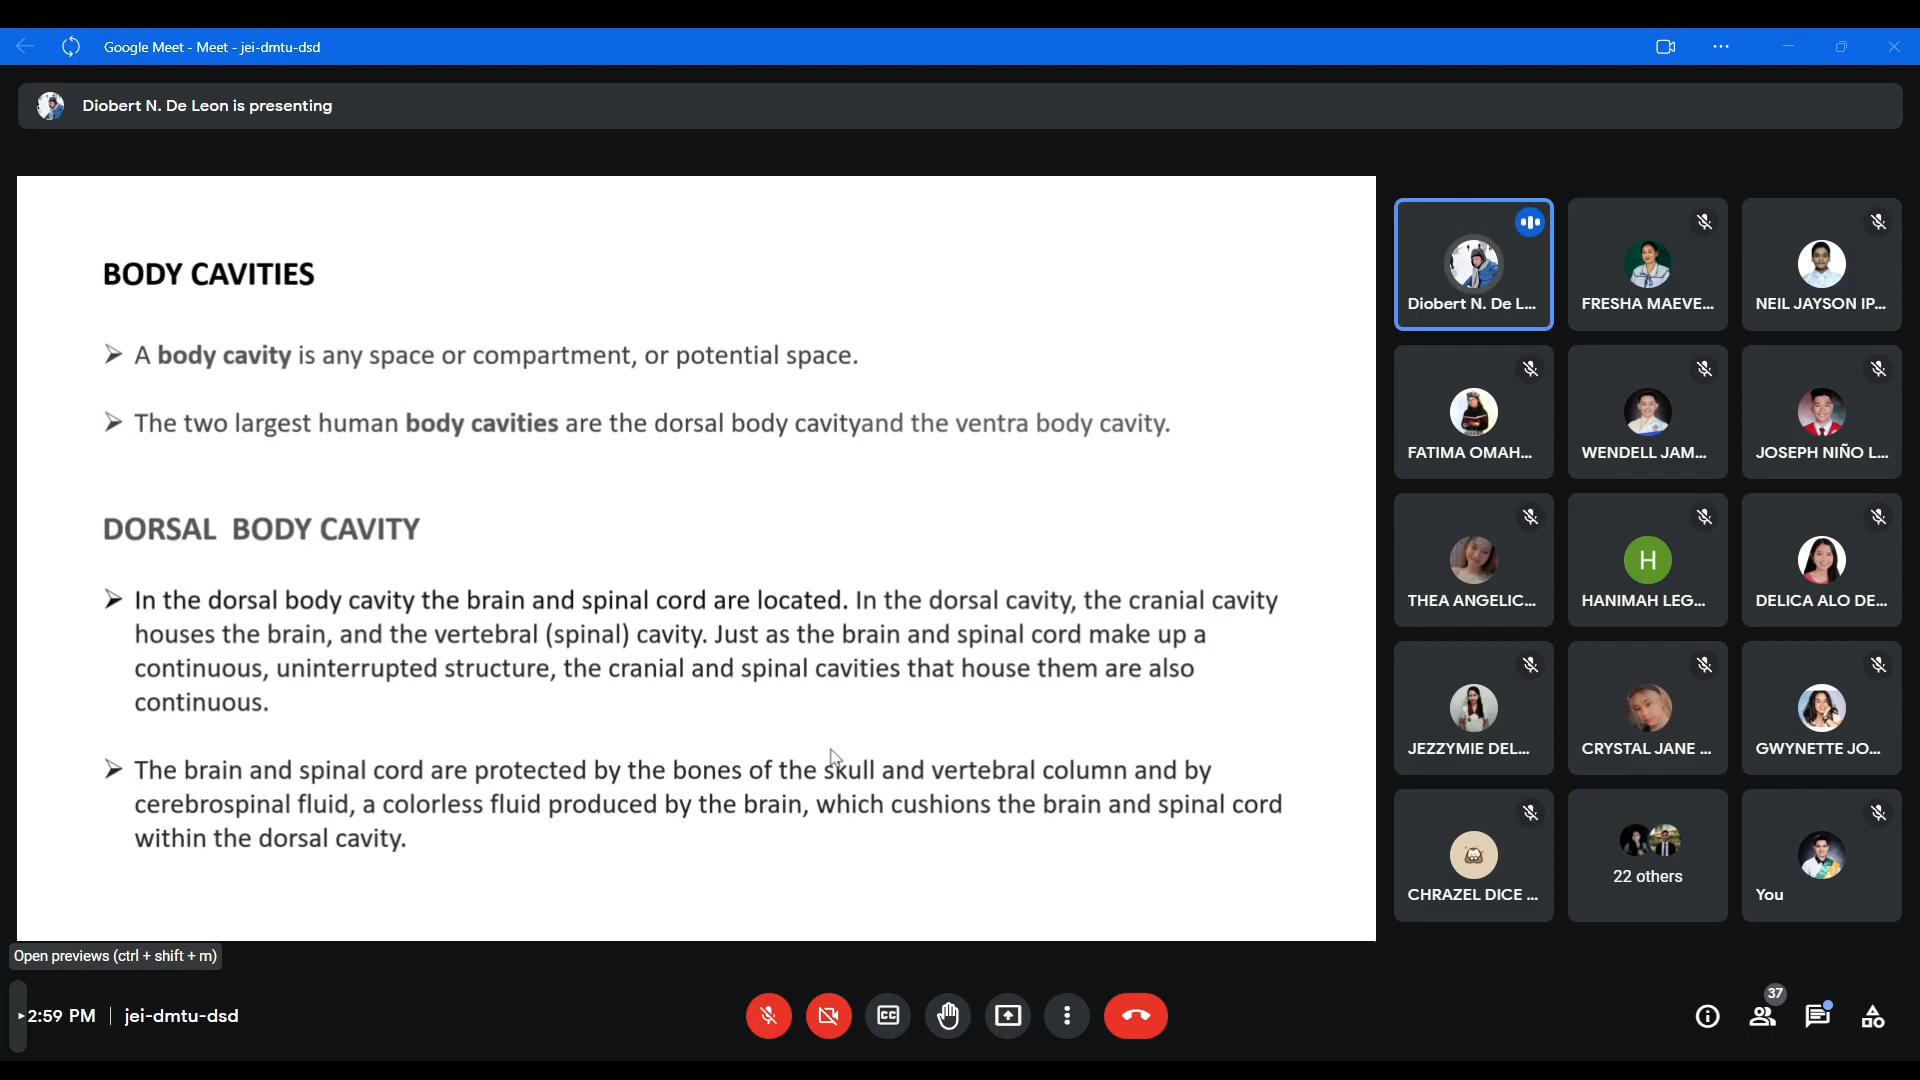 Google Meet - Meet - jei-dmtu-dsd
Diobert N. De Leon is presenting
BODY CAVITIES
A body cavity is any space or compartment, or potential space.
The two largest human body cavities are the dorsal body cavityand the ventra body cavity.
DORSAL BODY CAVITY
In the dorsal body cavity the brain and spinal cord are located. In the dorsal cavity, the cranial cavity
houses the brain, and the vertebral (spinal) cavity. Just as the brain and spinal cord make up a
continuous, uninterrupted structure, the cranial and spinal cavities that house them are also
continuous.
The brain and spinal cord are protected by the bones of the skull and vertebral column and by
cerebrospinal fluid, a colorless fluid produced by the brain, which cushions the brain and spinal cord
within the dorsal cavity.
Diobert N. De L...
FRESHA MAEVE...
NEIL JAYSON IP...
FATIMA OMAH...
WENDELL JAM...
JOSEPH NIÑO L...
THEA ANGELIC...
H
HANIMAH LEG...
DELICA ALO DE...
JEZZYMIE DEL...
CRYSTAL JANE ...
GWYNETTE JO...
CHRAZEL DICE ...
22 others
You
Open previews (ctrl + shift + m)
2:59 PM | jei-dmtu-dsd
CC
37